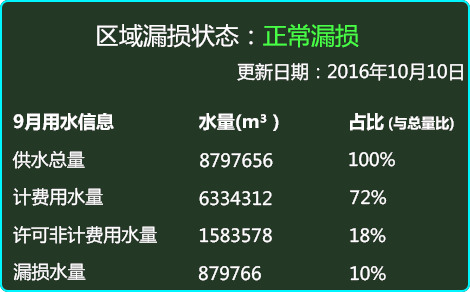 区域漏损状态：正常漏损
更新日期：2016年10月10日
9月用水信息 水量(m³ ) 占比 (与总量比)
供水总量 8797656 100%
计费用水量 6334312 72%
许可非计费用水量 1583578 18%
漏损水量 879766 10%